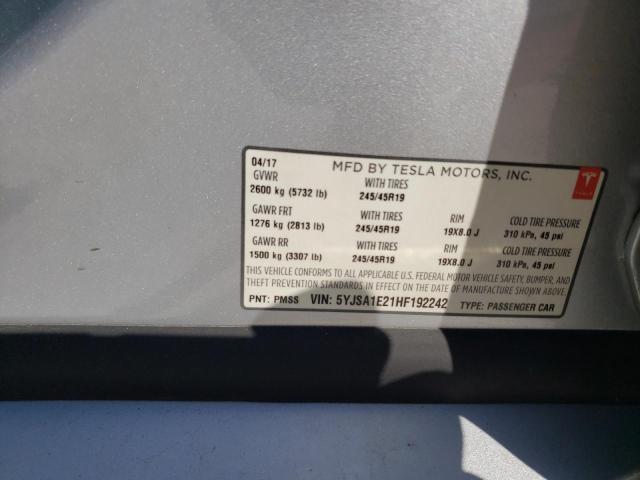 04/17 MFD BY TESLA MOTORS, INC.
GVWR WITH TIRES
2600 kg (5732 lb) 245/45R19
GAWR FRT WITH TIRES RIM COLD TIRE PRESSURE
1276 kg (2813 lb) 245/45R19 19X8.0 J 310 kPa, 45 psi
GAWR RR WITH TIRES RIM COLD TIRE PRESSURE
1500 kg (3307 lb) 245/45R19 19X8.0 J 310 kPa, 45 psi
THIS VEHICLE CONFORMS TO ALL APPLICABLE U.S. FEDERAL MOTOR VEHICLE SAFETY, BUMPER, AND
THEFT PREVENTION STANDARDS IN EFFECT ON THE DATE OF MANUFACTURE SHOWN ABOVE.
PNT: PMSS VIN: 5YJSA1E21HF192242 TYPE: PASSENGER CAR
TESLA